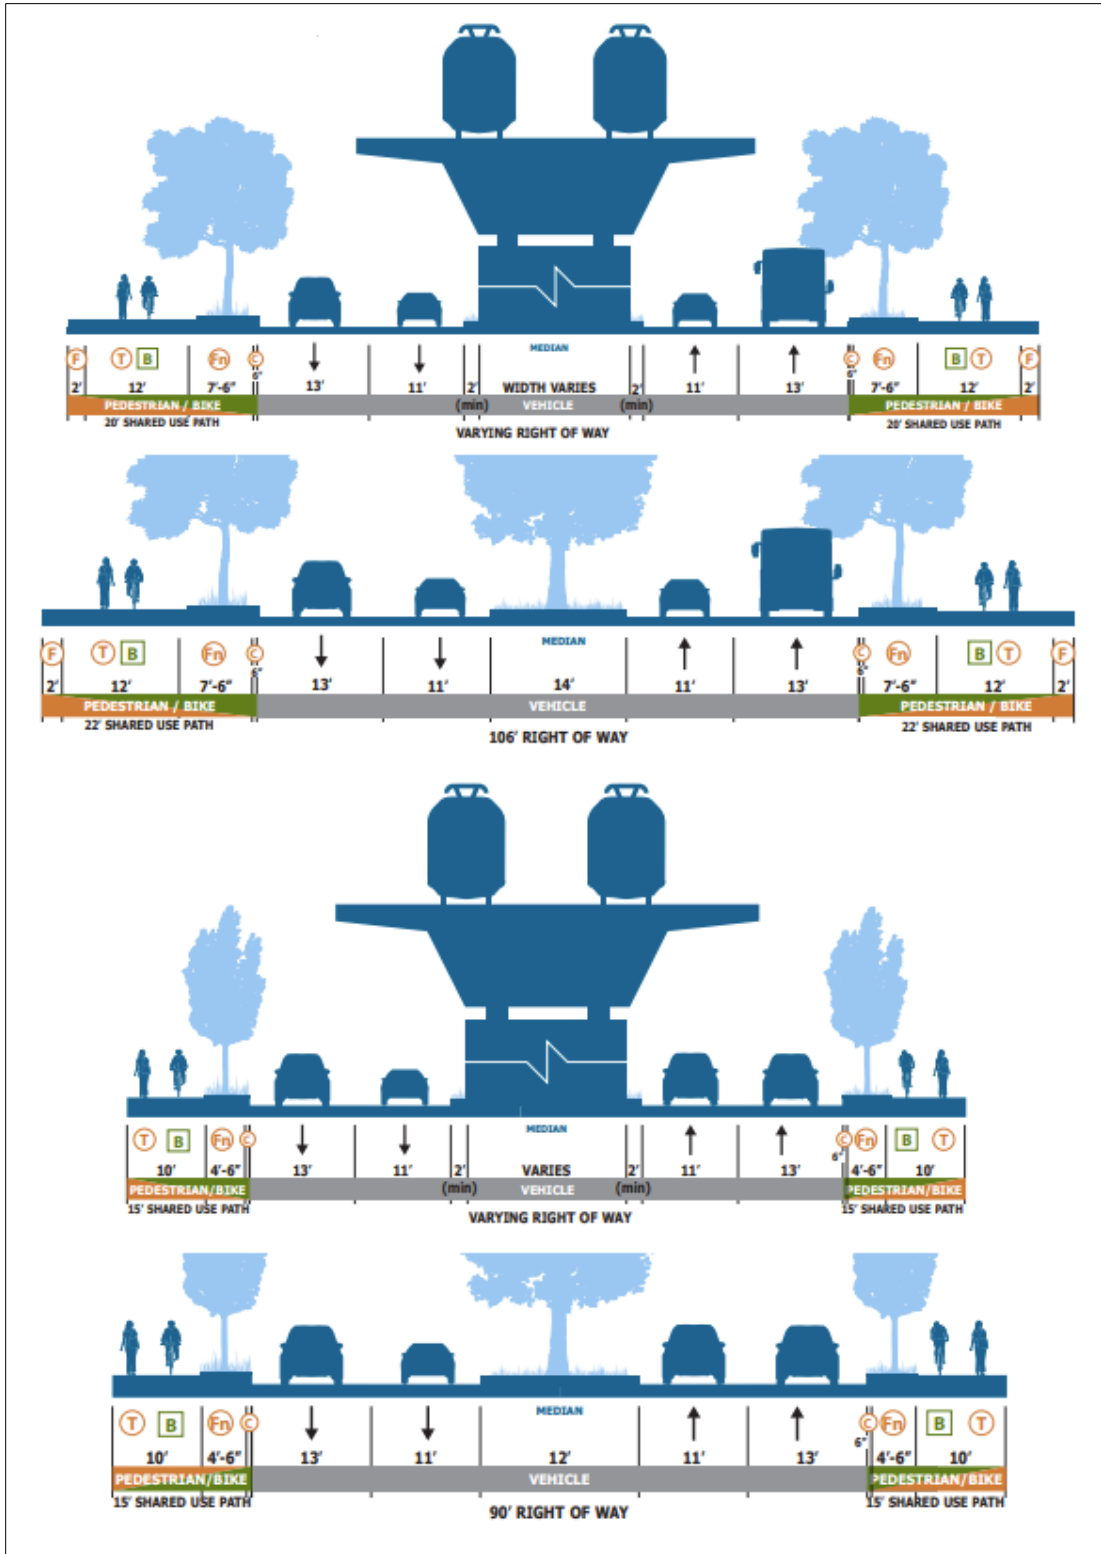 MEDIAN
F T B Fn C C Fn B T F
6" 6"
2' 12' 7'-6" 13' 11' 2' WIDTH VARIES 2' 11' 13' 7'-6" 12' 2'
PEDESTRIAN / BIKE (min) VEHICLE (min) PEDESTRIAN / BIKE
20' SHARED USE PATH 20' SHARED USE PATH
VARYING RIGHT OF WAY
MEDIAN
F T B Fn C C Fn B T F
6" 6"
2' 12' 7'-6" 13' 11' 14' 11' 13' 7'-6" 12' 2'
PEDESTRIAN / BIKE VEHICLE PEDESTRIAN / BIKE
22' SHARED USE PATH 22' SHARED USE PATH
106' RIGHT OF WAY
MEDIAN
T B Fn C C Fn B T
6"
10' 4'-6" 13' 11' 2' VARIES 2' 11' 13' 4'-6" 10'
PEDESTRIAN/BIKE (min) VEHICLE (min) PEDESTRIAN/BIKE
15' SHARED USE PATH 15' SHARED USE PATH
VARYING RIGHT OF WAY
MEDIAN
T B Fn C C Fn B T
6"
10' 4'-6" 13' 11' 12' 11' 13' 4'-6" 10'
PEDESTRIAN/BIKE VEHICLE PEDESTRIAN/BIKE
15' SHARED USE PATH 15' SHARED USE PATH
90' RIGHT OF WAY